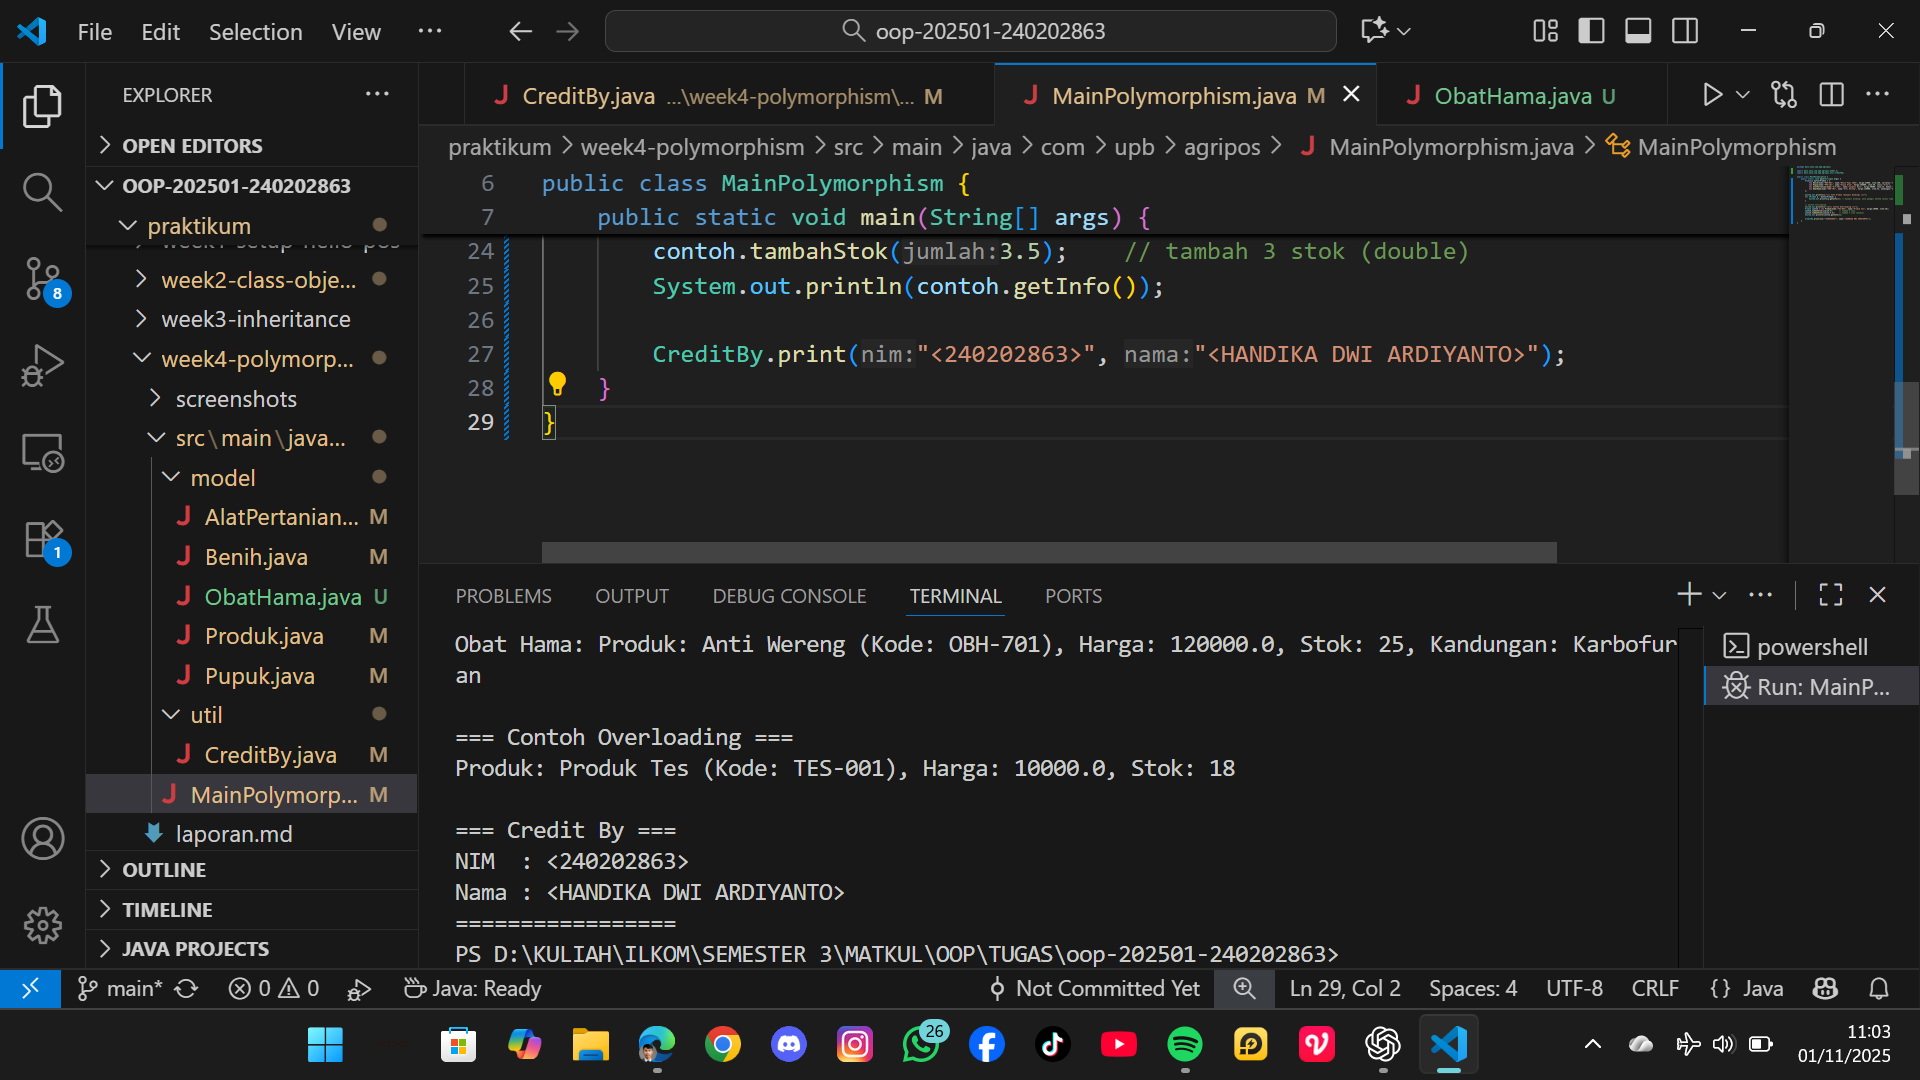 File Edit Selection View ···
oop-202501-240202863
EXPLORER ···
OPEN EDITORS
OOP-202501-240202863
praktikum
week2-class-obje...
week3-inheritance
week4-polymorp...
screenshots
src\main\java...
model
AlatPertanian... M
Benih.java M
ObatHama.java U
Produk.java M
Pupuk.java M
util
CreditBy.java M
MainPolymorp... M
laporan.md
OUTLINE
TIMELINE
JAVA PROJECTS
8
1
CreditBy.java ...\week4-polymorphism\... M
MainPolymorphism.java M
ObatHama.java U
praktikum > week4-polymorphism > src > main > java > com > upb > agripos > MainPolymorphism.java > MainPolymorphism
6 public class MainPolymorphism {
7 public static void main(String[] args) {
24 contoh.tambahStok(jumlah:3.5); // tambah 3 stok (double)
25 System.out.println(contoh.getInfo());
26
27 CreditBy.print(nim:"<240202863>", nama:"<HANDIKA DWI ARDIYANTO>");
28 }
29 }
PROBLEMS OUTPUT DEBUG CONSOLE TERMINAL PORTS
Obat Hama: Produk: Anti Wereng (Kode: OBH-701), Harga: 120000.0, Stok: 25, Kandungan: Karbofur
an
=== Contoh Overloading ===
Produk: Produk Tes (Kode: TES-001), Harga: 10000.0, Stok: 18
=== Credit By ===
NIM : <240202863>
Nama : <HANDIKA DWI ARDIYANTO>
=================
PS D:\KULIAH\ILKOM\SEMESTER 3\MATKUL\OOP\TUGAS\oop-202501-240202863>
powershell
Run: MainP...
main* 0 0 Java: Ready
Not Committed Yet Ln 29, Col 2 Spaces: 4 UTF-8 CRLF {} Java
26
11:03
01/11/2025